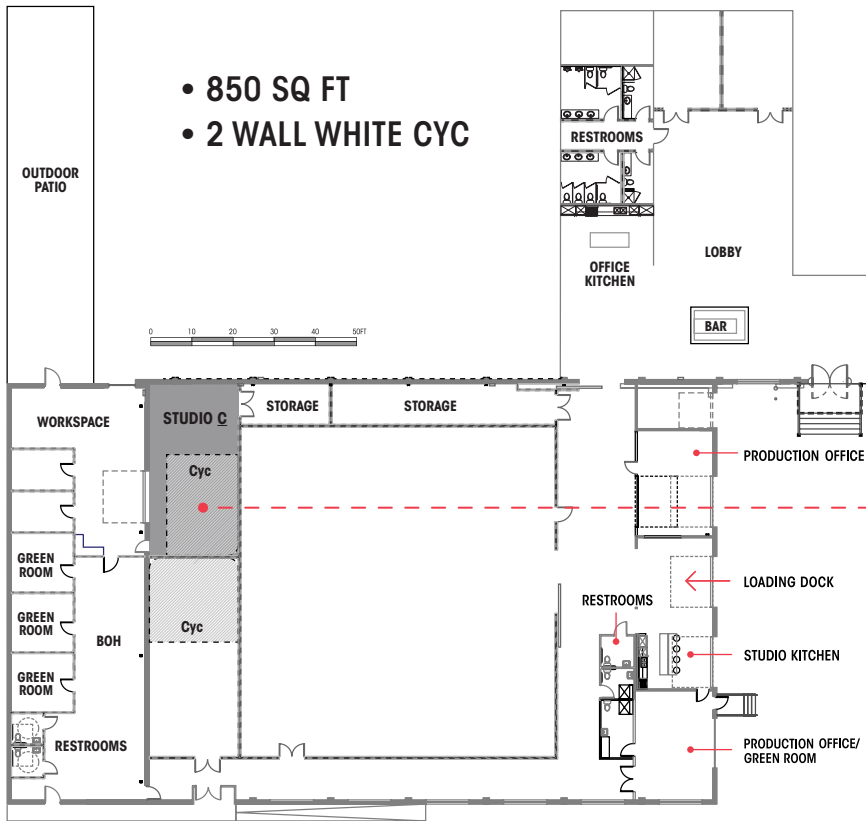 • 850 SQ FT
• 2 WALL WHITE CYC
OUTDOOR
PATIO
RESTROOMS
OFFICE
KITCHEN
LOBBY
BAR
0 10 20 30 40 50FT
WORKSPACE
STUDIO C
STORAGE
STORAGE
Cyc
PRODUCTION OFFICE
GREEN
ROOM
GREEN
ROOM
GREEN
ROOM
BOH
Cyc
RESTROOMS
LOADING DOCK
STUDIO KITCHEN
RESTROOMS
PRODUCTION OFFICE/
GREEN ROOM